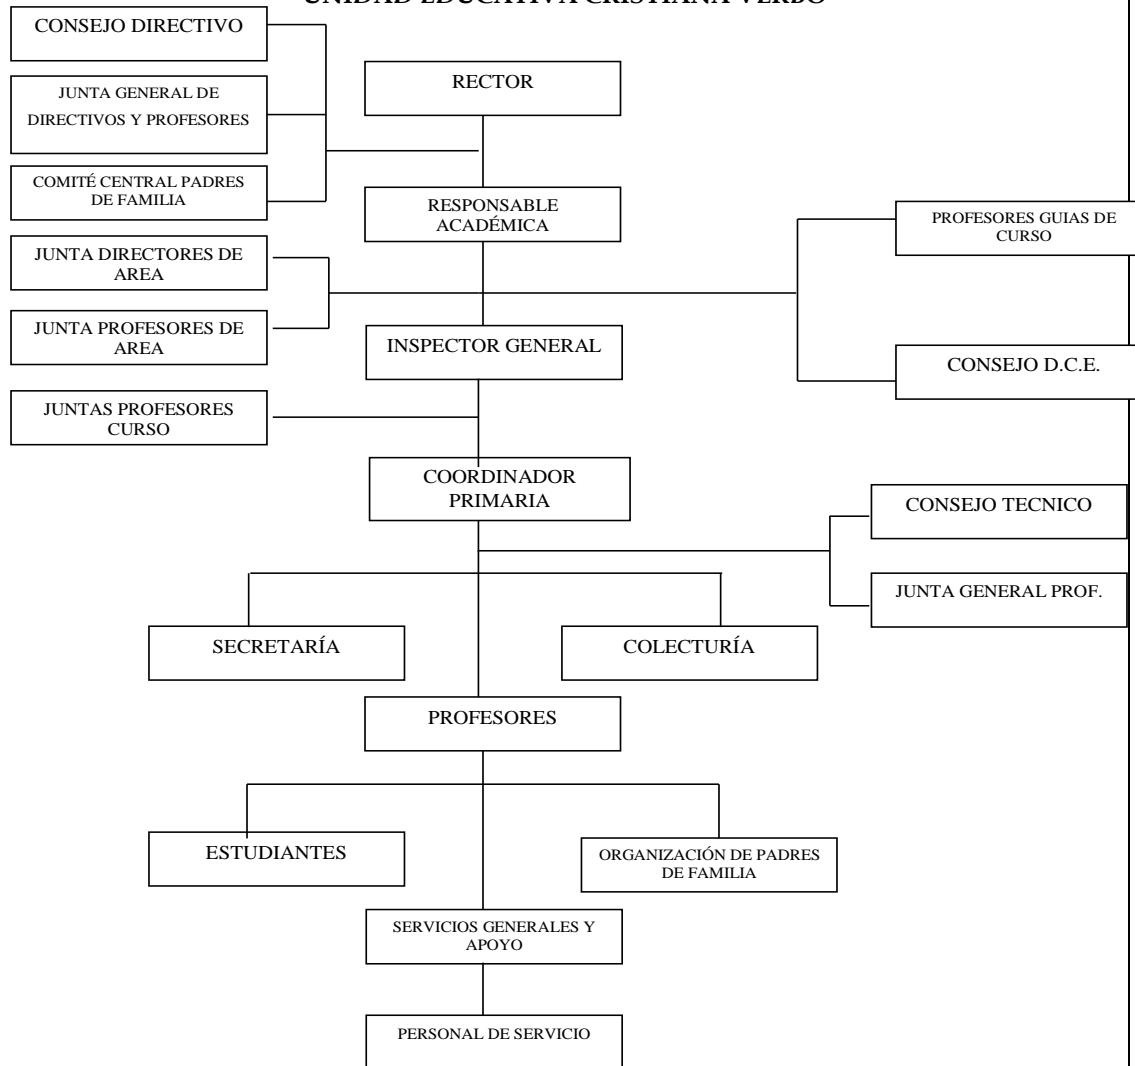 UNIDAD EDUCATIVA CRISTIANA VERBO
CONSEJO DIRECTIVO
RECTOR
JUNTA GENERAL DE
DIRECTIVOS Y PROFESORES
COMITÉ CENTRAL PADRES
DE FAMILIA
RESPONSABLE
ACADÉMICA
PROFESORES GUIAS DE
CURSO
JUNTA DIRECTORES DE
AREA
JUNTA PROFESORES DE
AREA
INSPECTOR GENERAL
CONSEJO D.C.E.
JUNTAS PROFESORES
CURSO
COORDINADOR
PRIMARIA
CONSEJO TECNICO
JUNTA GENERAL PROF.
SECRETARÍA
COLECTURÍA
PROFESORES
ESTUDIANTES
ORGANIZACIÓN DE PADRES
DE FAMILIA
SERVICIOS GENERALES Y
APOYO
PERSONAL DE SERVICIO